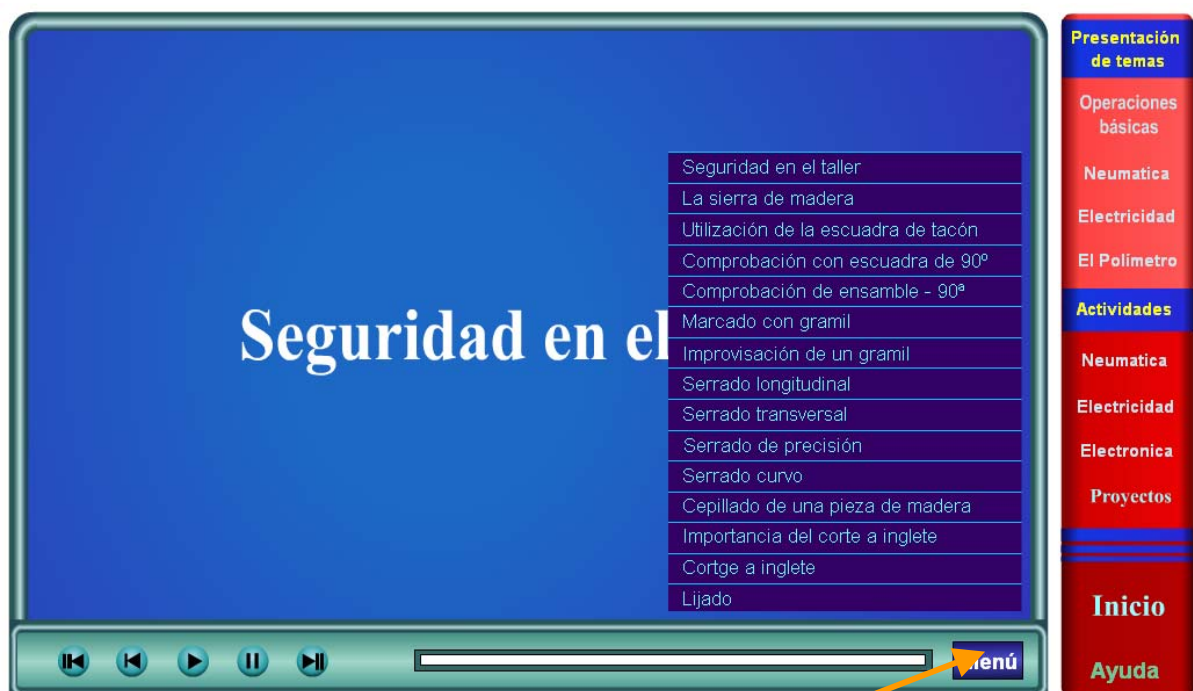 Seguridad en el
Seguridad en el taller
La sierra de madera
Utilización de la escuadra de tacón
Comprobación con escuadra de 90º
Comprobación de ensamble - 90ª
Marcado con gramil
Improvisación de un gramil
Serrado longitudinal
Serrado transversal
Serrado de precisión
Serrado curvo
Cepillado de una pieza de madera
Importancia del corte a inglete
Cortge a inglete
Lijado
Menú
Presentación
de temas
Operaciones
básicas
Neumatica
Electricidad
El Polimetro
Actividades
Neumatica
Electricidad
Electronica
Proyectos
Inicio
Ayuda